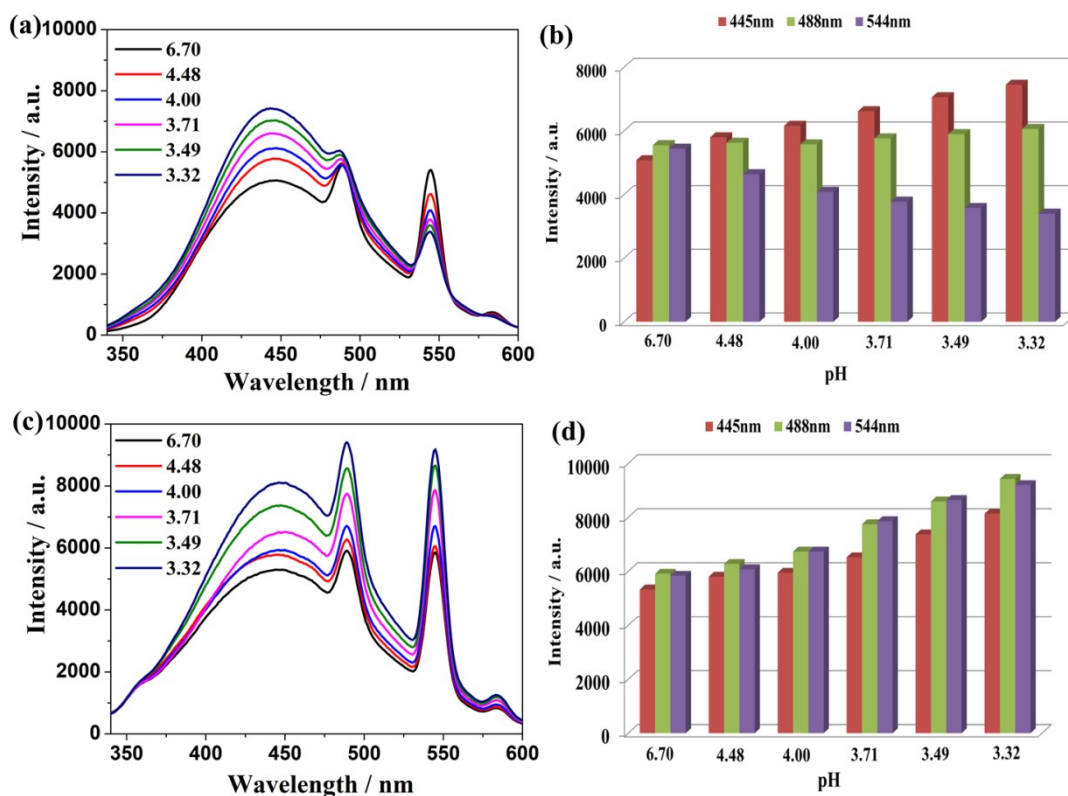 (a)
10000
8000
6000
4000
2000
0
Intensity / a.u.
6.70
4.48
4.00
3.71
3.49
3.32
350 400 450 500 550 600
Wavelength / nm
(b)
445nm 488nm 544nm
8000
6000
4000
2000
0
Intensity / a.u.
6.70 4.48 4.00 3.71 3.49 3.32
pH
(c)
10000
8000
6000
4000
2000
0
Intensity / a.u.
6.70
4.48
4.00
3.71
3.49
3.32
350 400 450 500 550 600
Wavelength / nm
(d)
445nm 488nm 544nm
10000
8000
6000
4000
2000
0
Intensity / a.u.
6.70 4.48 4.00 3.71 3.49 3.32
pH